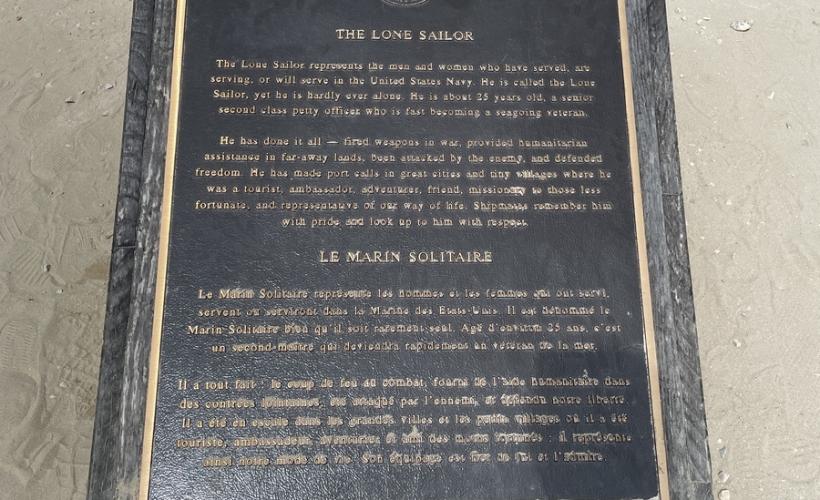 THE LONE SAILOR
The Lone Sailor represents the men and women who have served, are
serving, or will serve in the United States Navy. He is called the Lone
Sailor, yet he is hardly ever alone. He is about 25 years old, a senior
second class petty officer who is fast becoming a seagoing veteran.
He has done it all — fired weapons in war, provided humanitarian
assistance in far-away lands, been attacked by the enemy, and defended
freedom. He has made port calls in great cities and tiny villages where he
was a tourist, ambassador, adventurer, friend, missionary to those less
fortunate, and representative of our way of life. Shipmates remember him
with pride and look up to him with respect.
LE MARIN SOLITAIRE
Le Marin Solitaire représente les hommes et les femmes qui ont servi,
servent ou serviront dans la Marine des Etats-Unis. Il est dénommé le
Marin Solitaire bien qu'il soit rarement seul. Agé d'environ 25 ans, c'est
un second-maître qui deviendra rapidement un vétéran de la mer.
Il a tout fait : le coup de feu au combat, fourni de l'aide humanitaire dans
des contrées lointaines, été attaqué par l'ennemi, et défendu notre liberté.
Il a été en escale dans les grandes villes et les petits villages où il a été
touriste, ambassadeur, aventurier et ami des moins fortunés : il représente
ainsi notre mode de vie. Son équipage est fier de lui et l'admire.